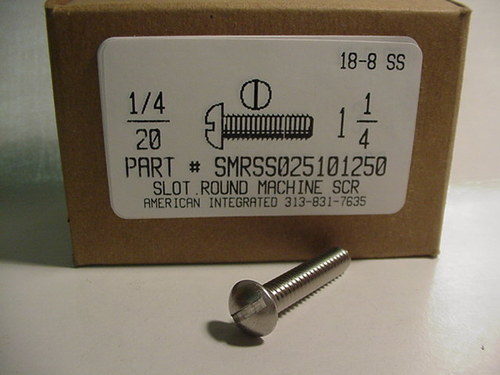 18-8 SS
1/4
20
1 1/4
PART # SMRSS025101250
SLOT ROUND MACHINE SCR
AMERICAN INTEGRATED 313-831-7635